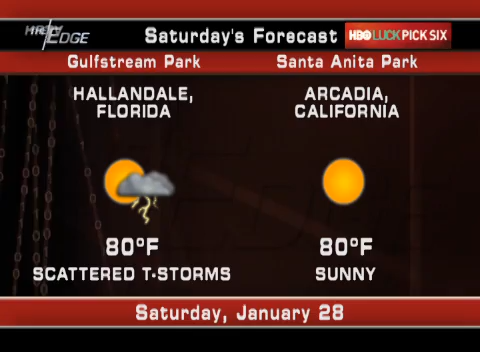 EDGE
Saturday's Forecast
HBO LUCK PICK SIX
Gulfstream Park
Santa Anita Park
HALLANDALE,
FLORIDA
ARCADIA,
CALIFORNIA
80°F
80°F
SCATTERED T-STORMS
SUNNY
Saturday, January 28